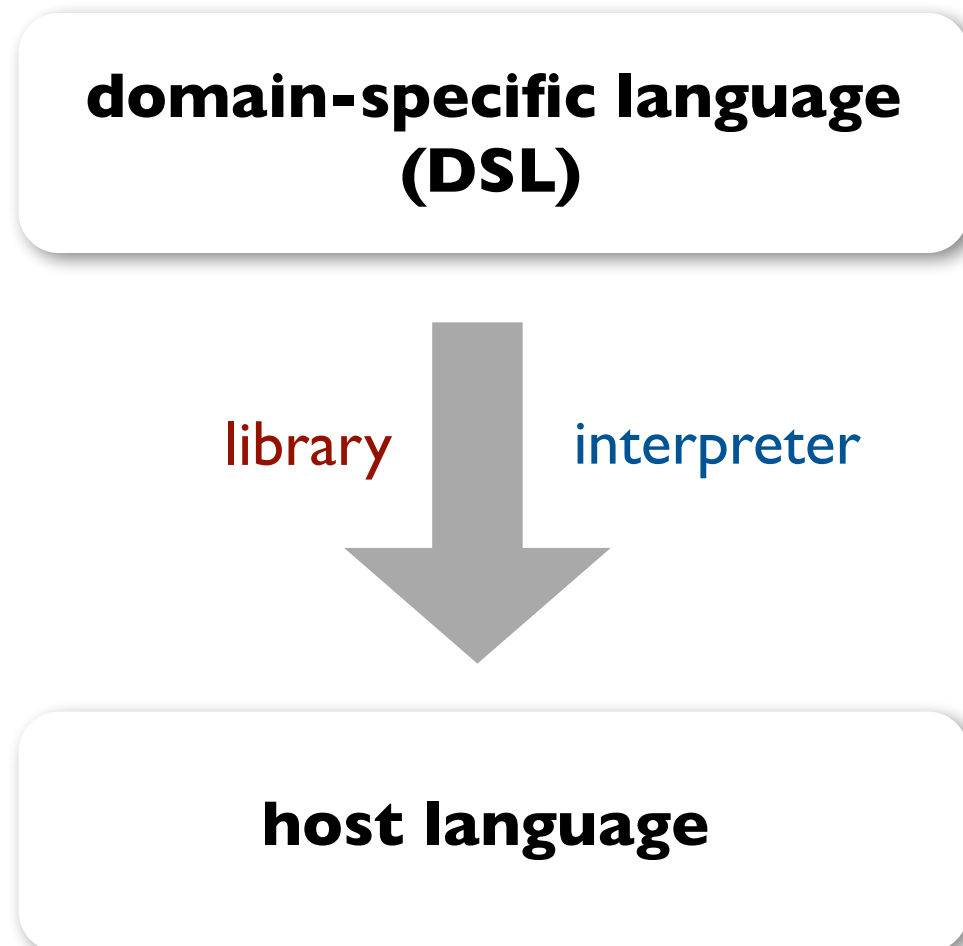 domain-specific language
(DSL)
library
interpreter
host language